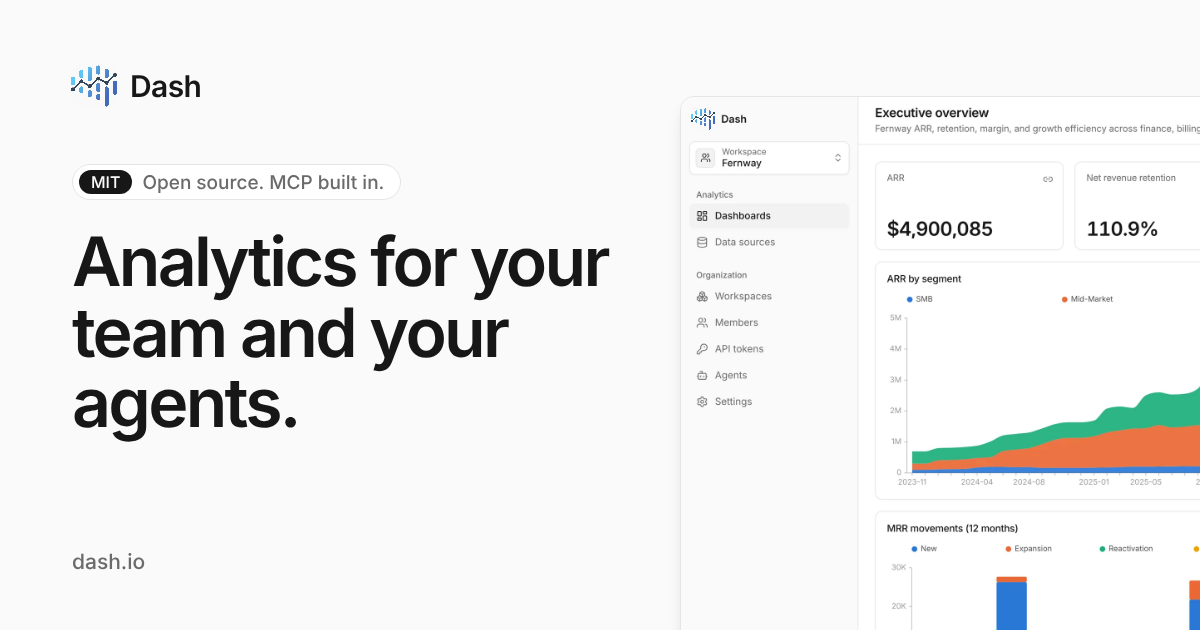 Dash
MIT Open source. MCP built in.
Analytics for your
team and your
agents.
dash.io
Dash
Workspace
Fernway
Analytics
Dashboards
Data sources
Organization
Workspaces
Members
API tokens
Agents
Settings
Executive overview
Fernway ARR, retention, margin, and growth efficiency across finance, billing
ARR
$4,900,085
Net revenue retention
110.9%
ARR by segment
SMB Mid-Market
5M
4M
3M
2M
1M
0
2023-11 2024-04 2024-08 2025-01 2025-05 2
MRR movements (12 months)
New Expansion Reactivation
30K
20K